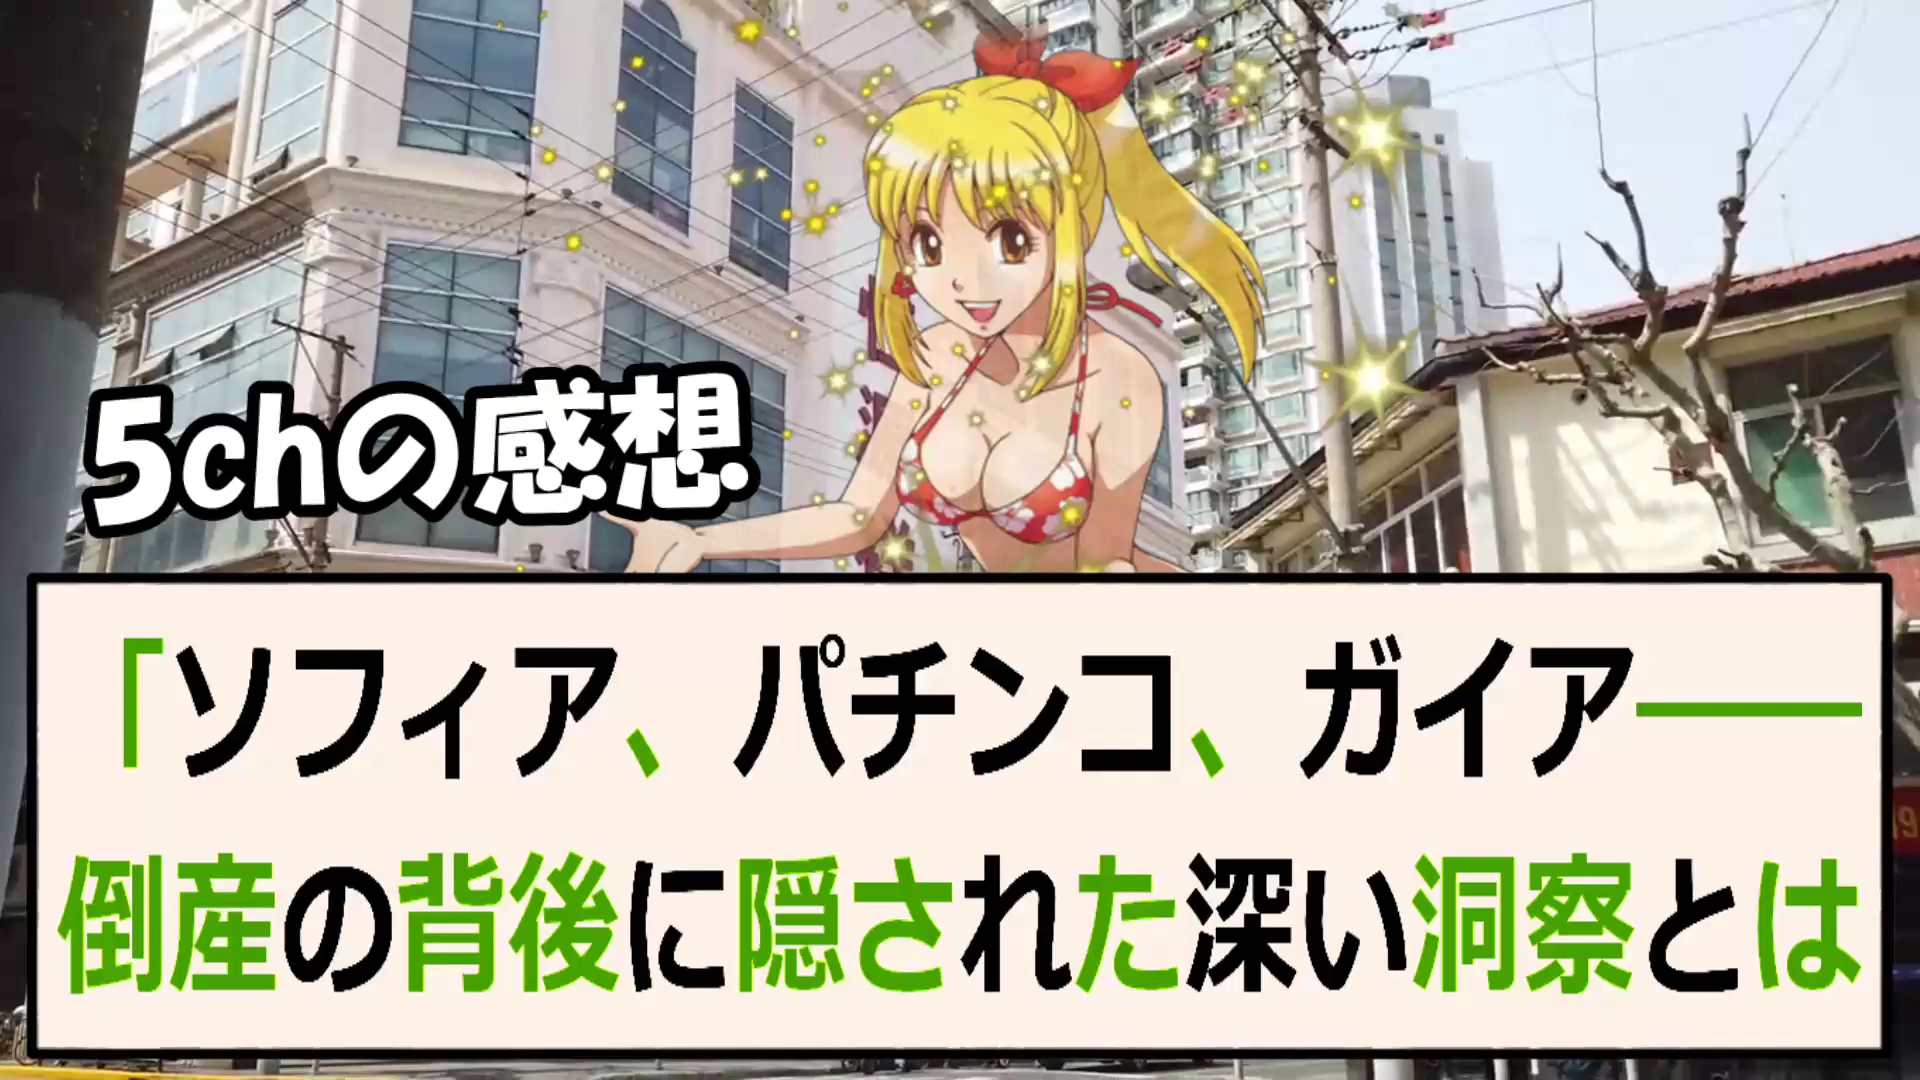 5chの感想
「ソフィア、パチンコ、ガイア――
倒産の背後に隠された深い洞察とは